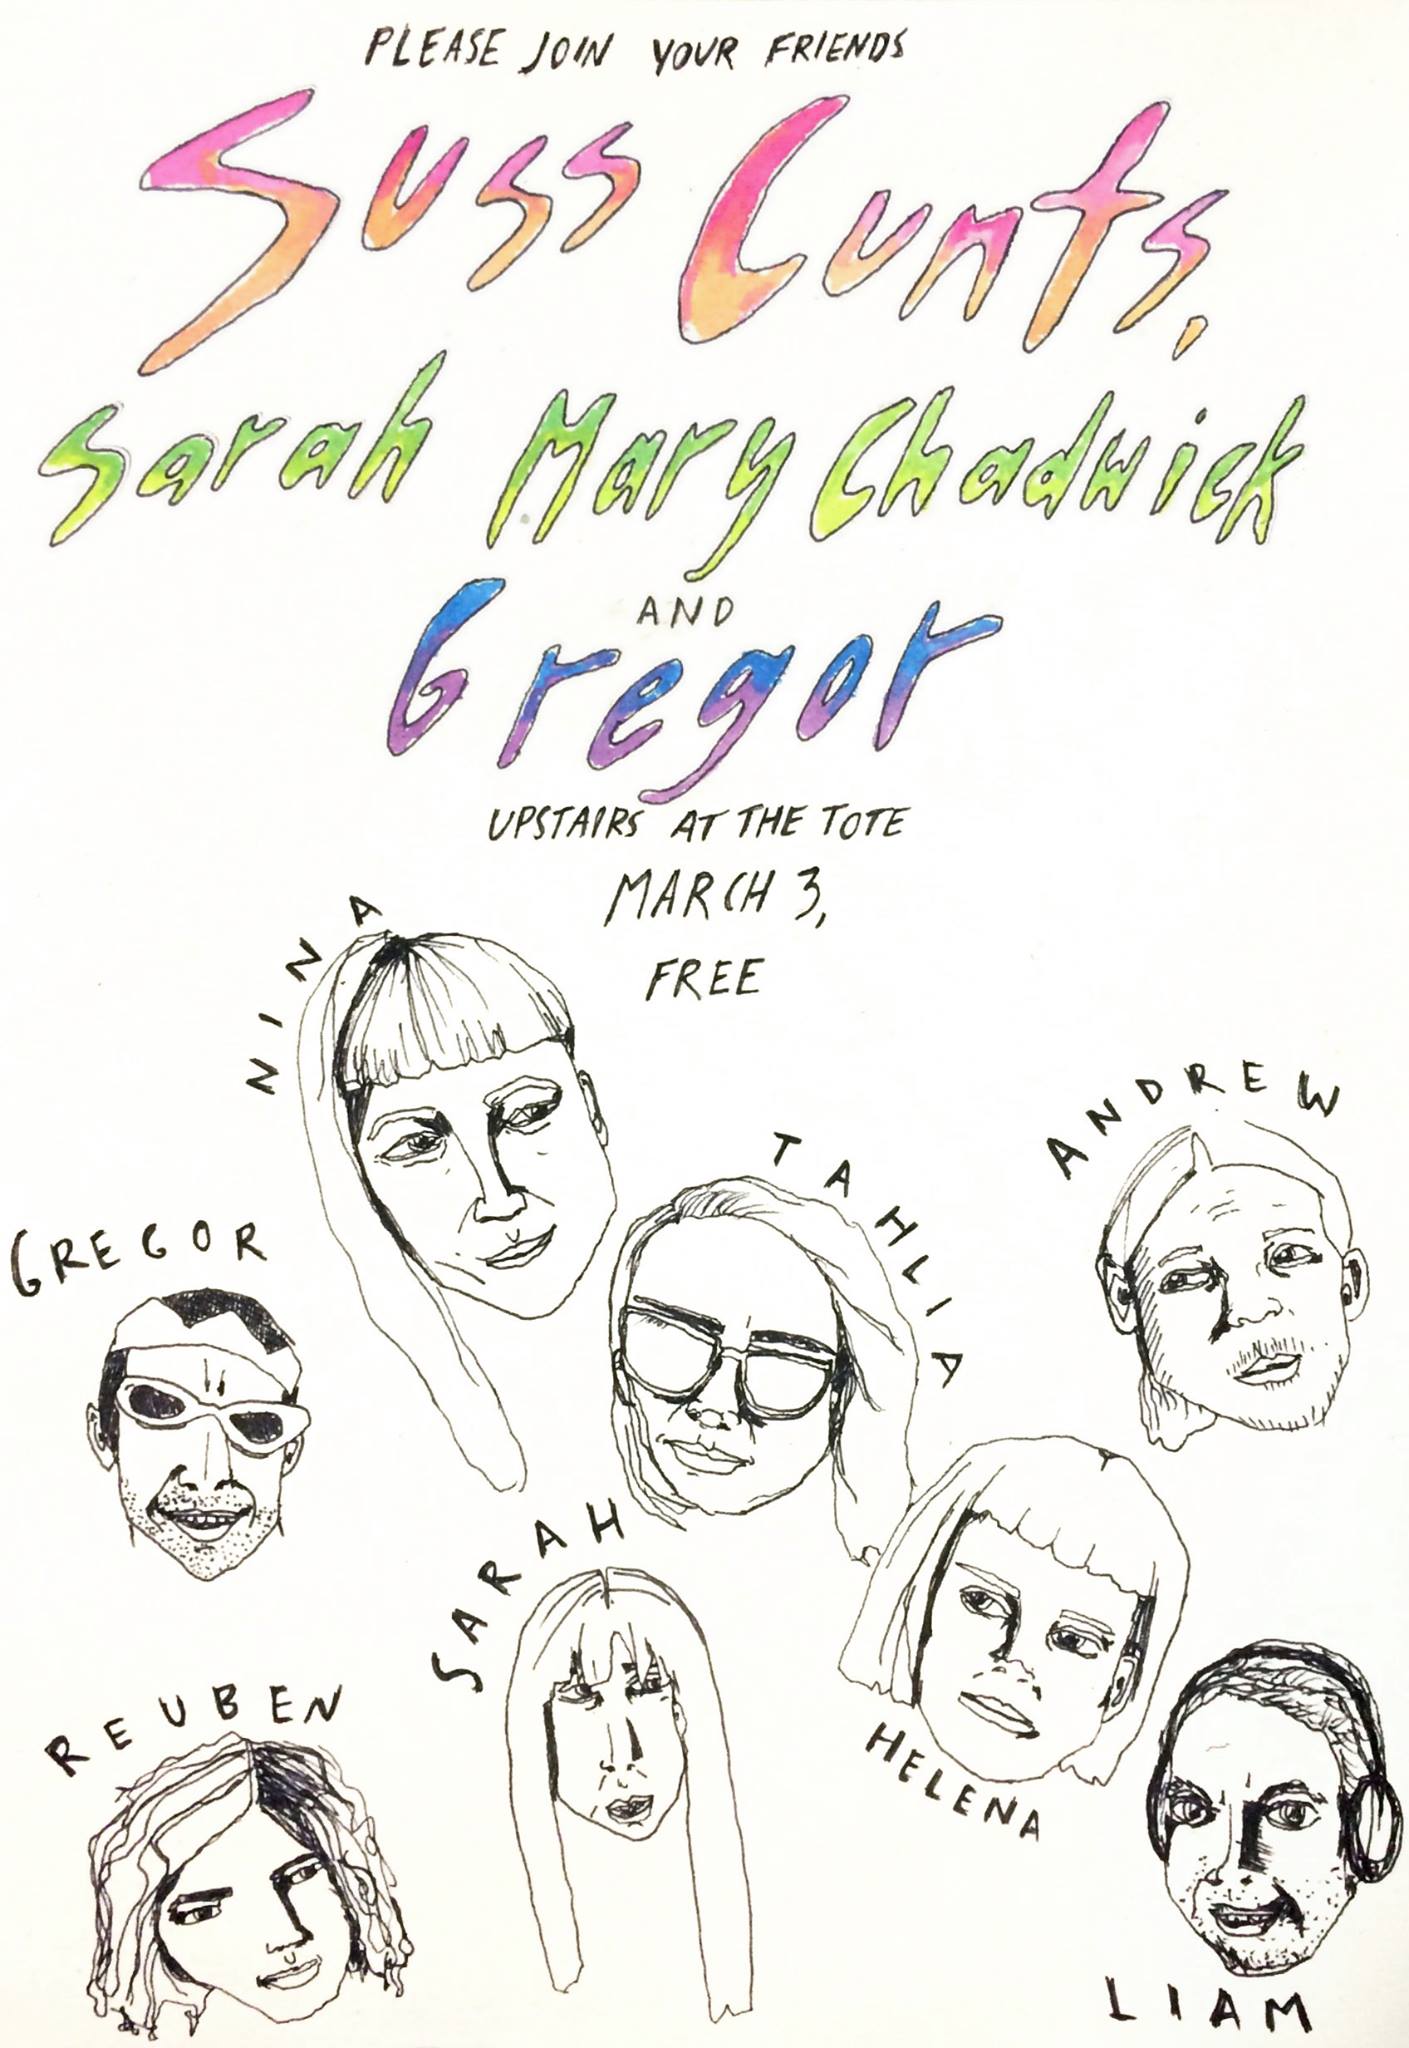 PLEASE JOIN YOUR FRIENDS
Suss Cunts,
Sarah Mary Chadwick
AND
Gregor
UPSTAIRS AT THE TOTE
MARCH 3,
FREE
NINA
ANDREW
TAHLIA
GREGOR
SARAH
REUBEN
HELENA
LIAM